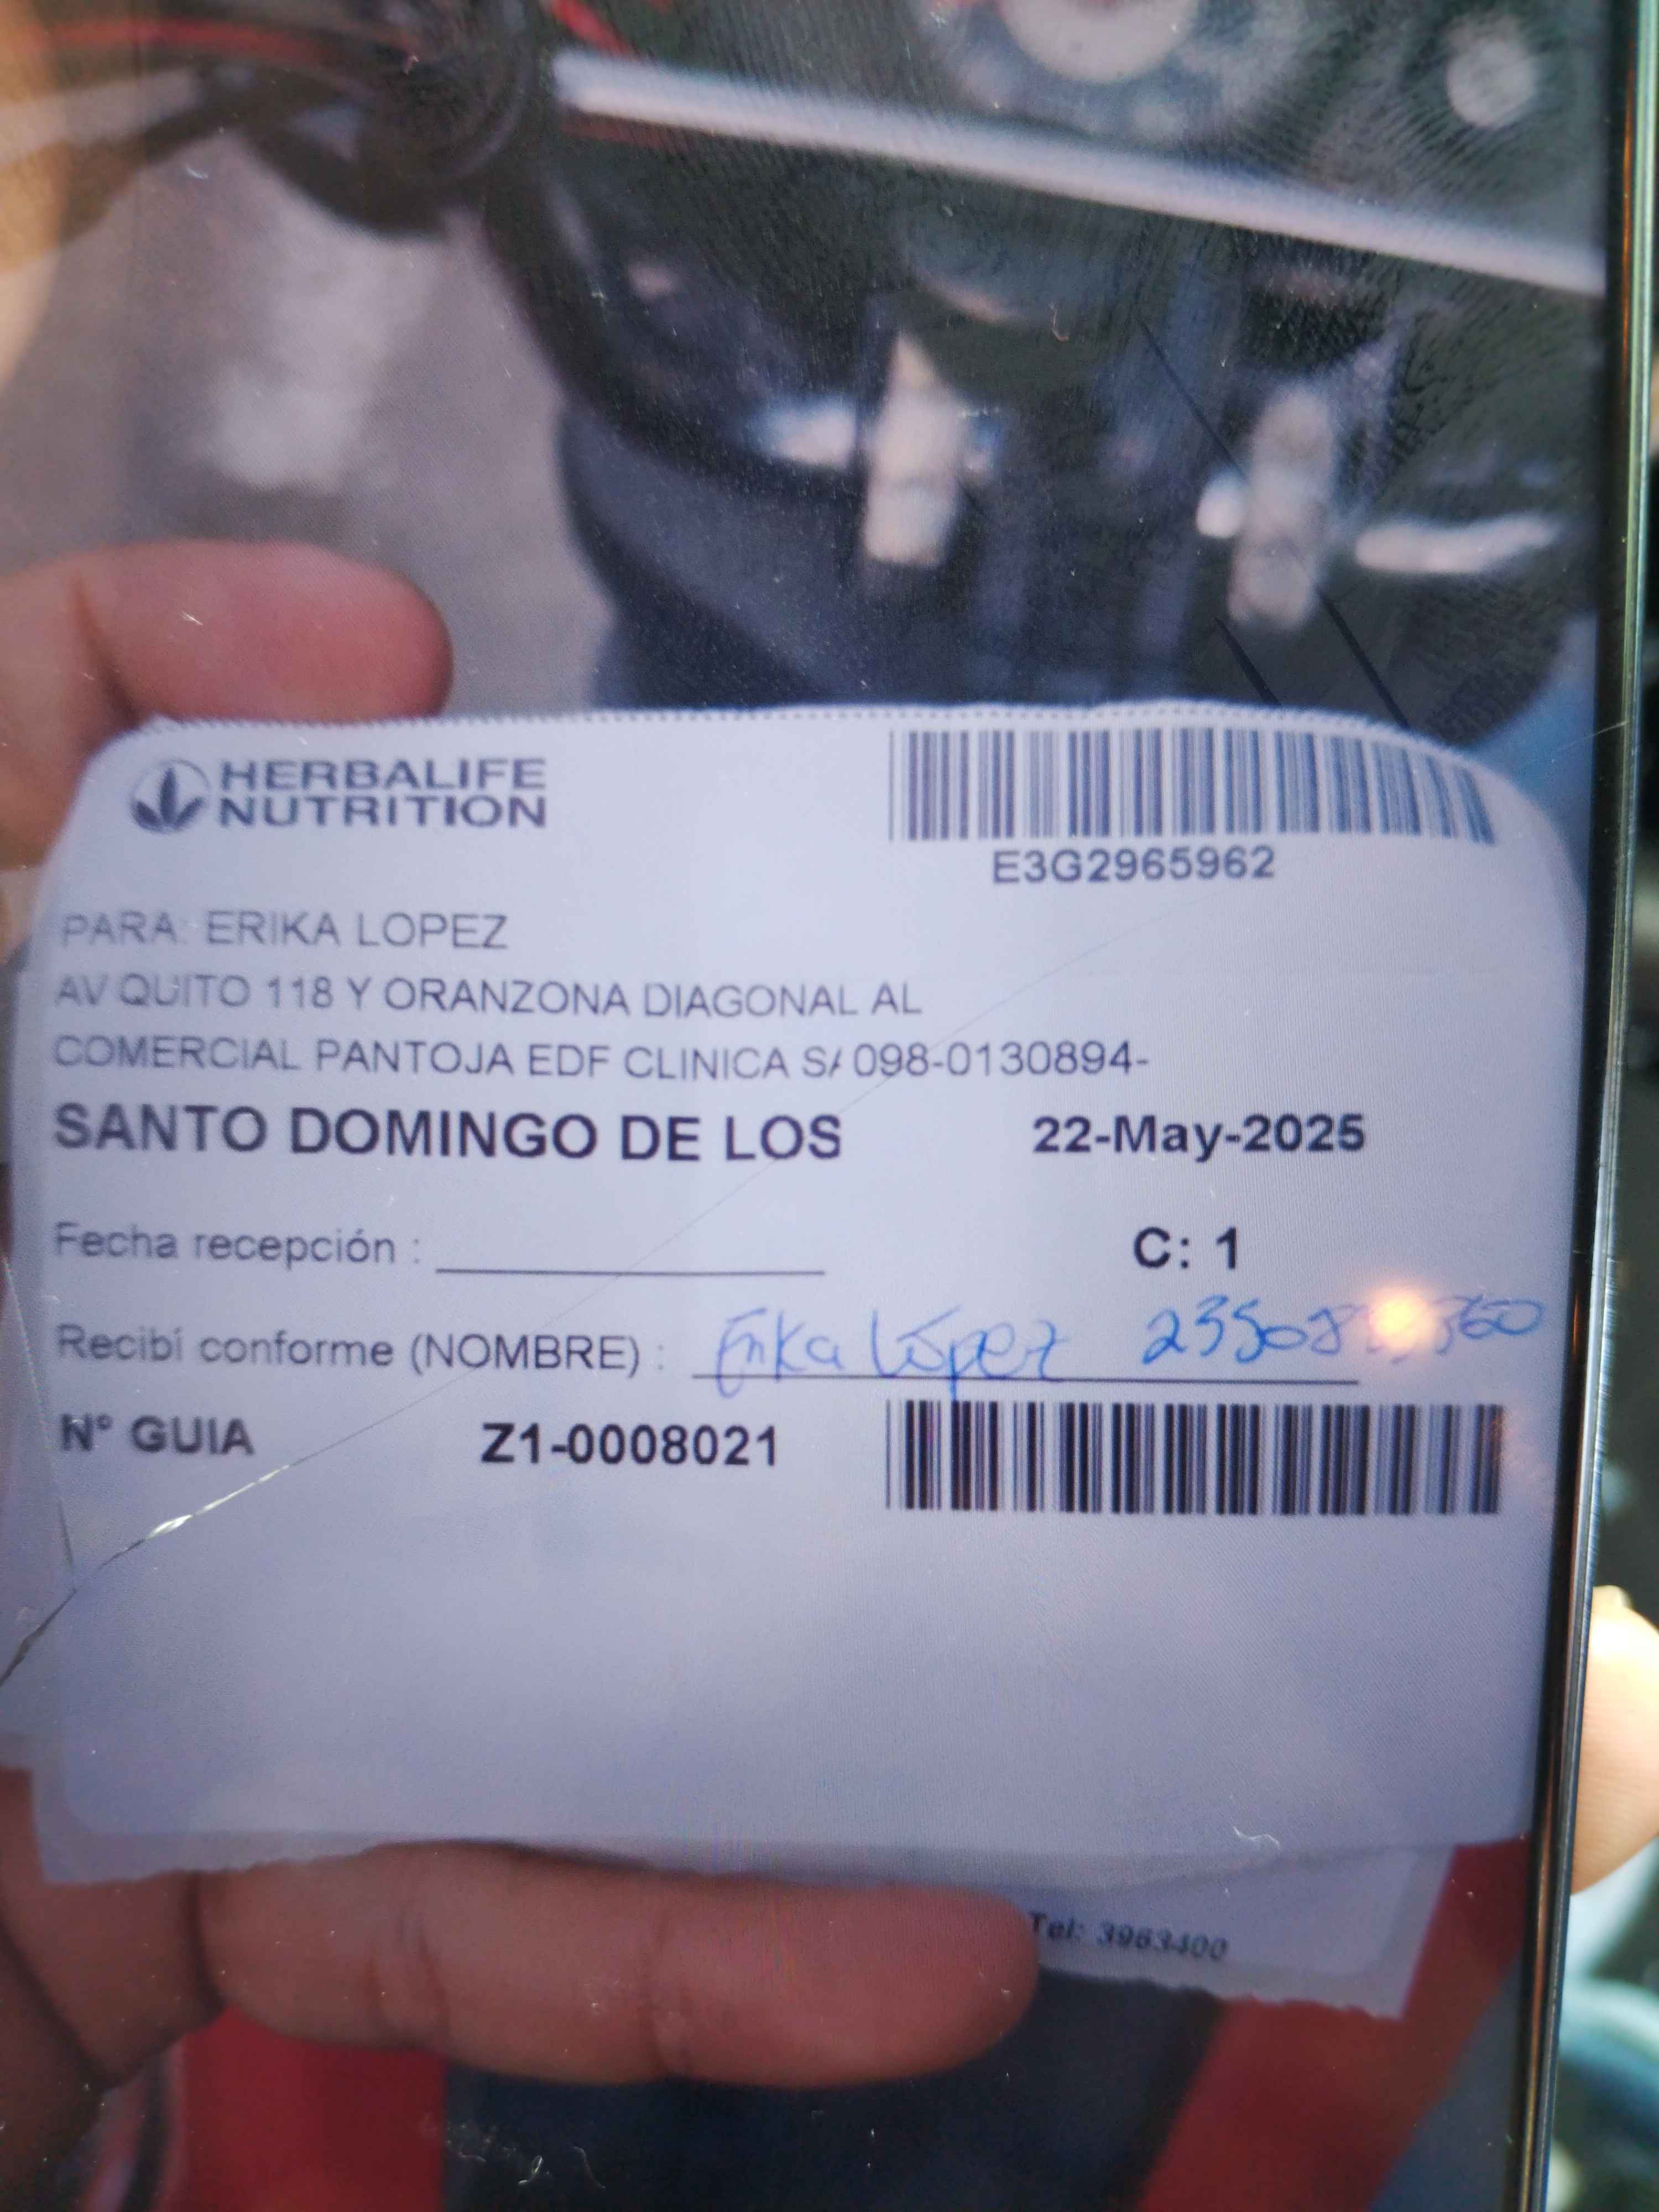 HERBALIFE
NUTRITION
E3G2965962
PARA: ERIKA LOPEZ
AV QUITO 118 Y ORANZONA DIAGONAL AL
COMERCIAL PANTOJA EDF CLINICA S/ 098-0130894-
SANTO DOMINGO DE LOS 22-May-2025
Fecha recepción : C: 1
Recibí conforme (NOMBRE) : Erika López
N° GUIA Z1-0008021
Tel: 3963400